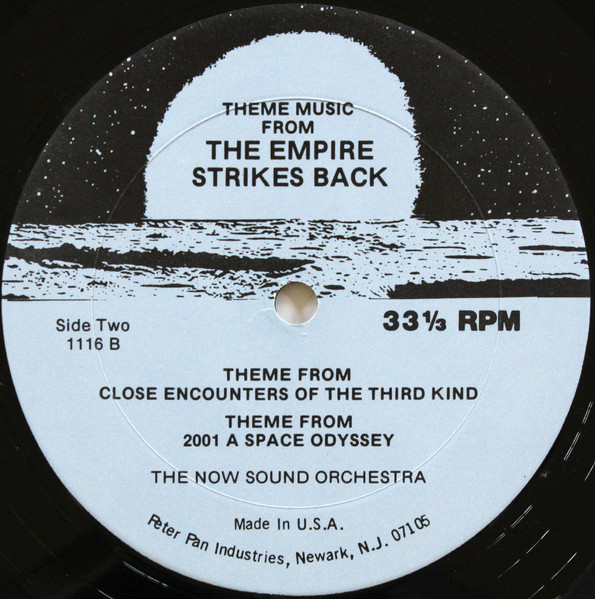 THEME MUSIC
FROM
THE EMPIRE
STRIKES BACK
Side Two
1116 B
33⅓ RPM
THEME FROM
CLOSE ENCOUNTERS OF THE THIRD KIND
THEME FROM
2001 A SPACE ODYSSEY
THE NOW SOUND ORCHESTRA
Made In U.S.A.
Peter Pan Industries, Newark, N.J. 07105